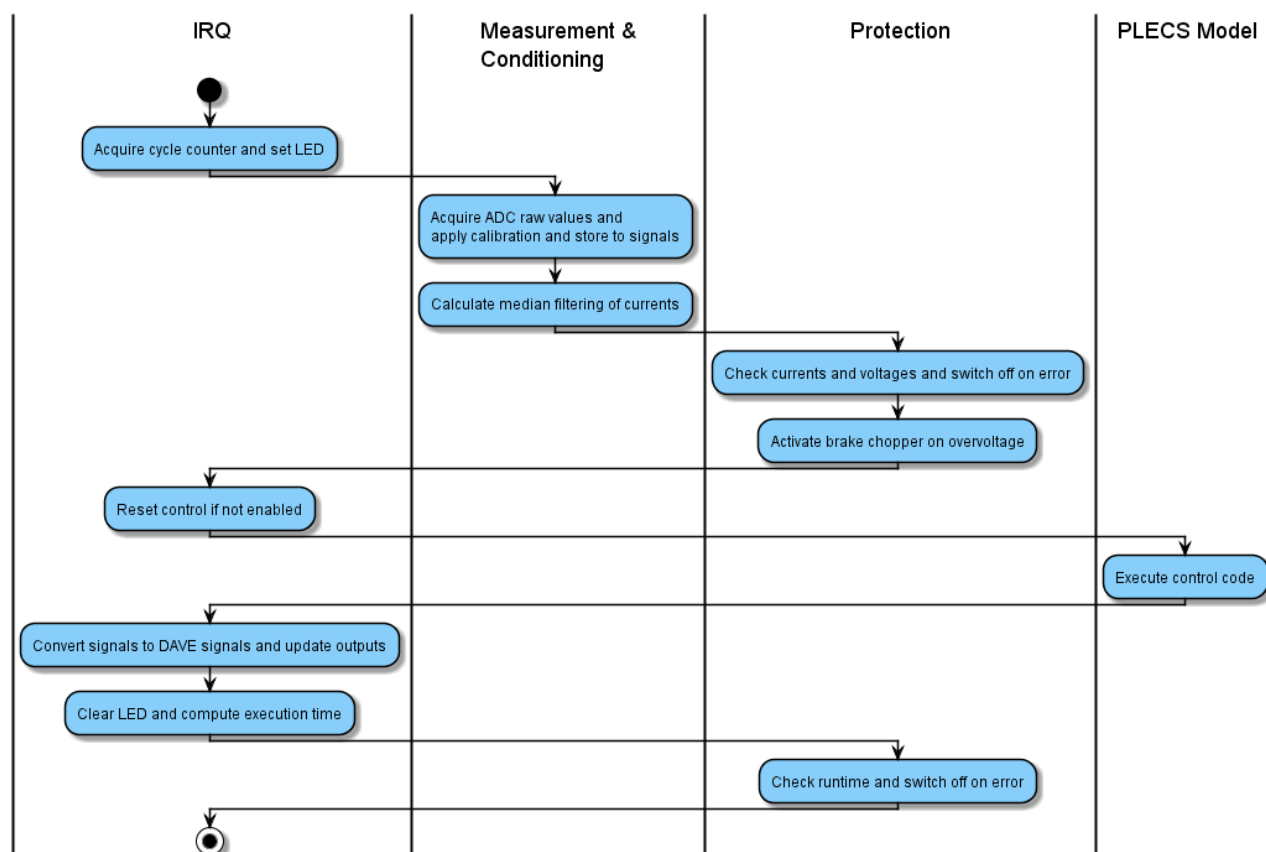 IRQ
Measurement &
Conditioning
Protection
PLECS Model
Acquire cycle counter and set LED
Acquire ADC raw values and
apply calibration and store to signals
Calculate median filtering of currents
Check currents and voltages and switch off on error
Activate brake chopper on overvoltage
Reset control if not enabled
Execute control code
Convert signals to DAVE signals and update outputs
Clear LED and compute execution time
Check runtime and switch off on error